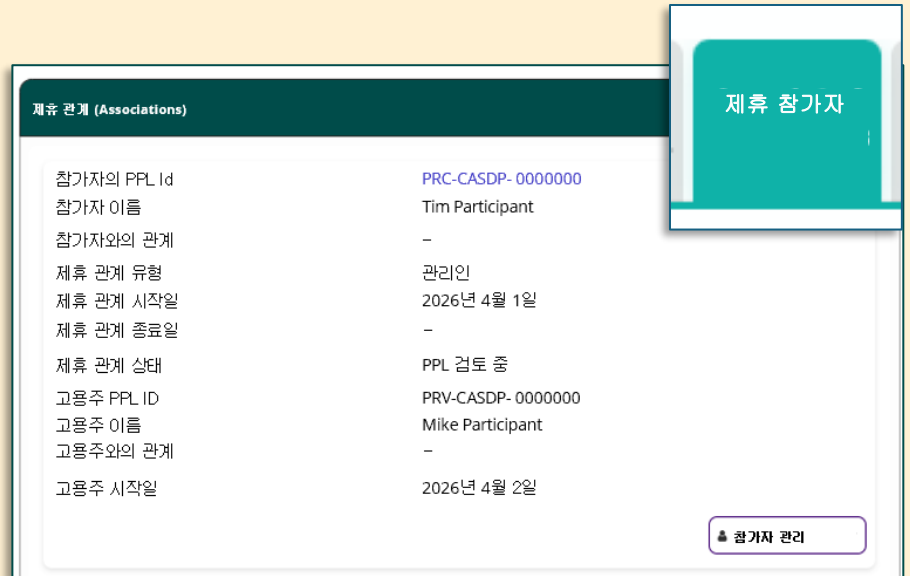 제휴 참가자
제휴 관계 (Associations)
참가자의 PPL Id PRC-CASDP- 0000000
참가자 이름 Tim Participant
참가자와의 관계 –
제휴 관계 유형 관리인
제휴 관계 시작일 2026년 4월 1일
제휴 관계 종료일 –
제휴 관계 상태 PPL 검토 중
고용주 PPL ID PRV-CASDP- 0000000
고용주 이름 Mike Participant
고용주와의 관계 –
고용주 시작일 2026년 4월 2일
참가자 관리